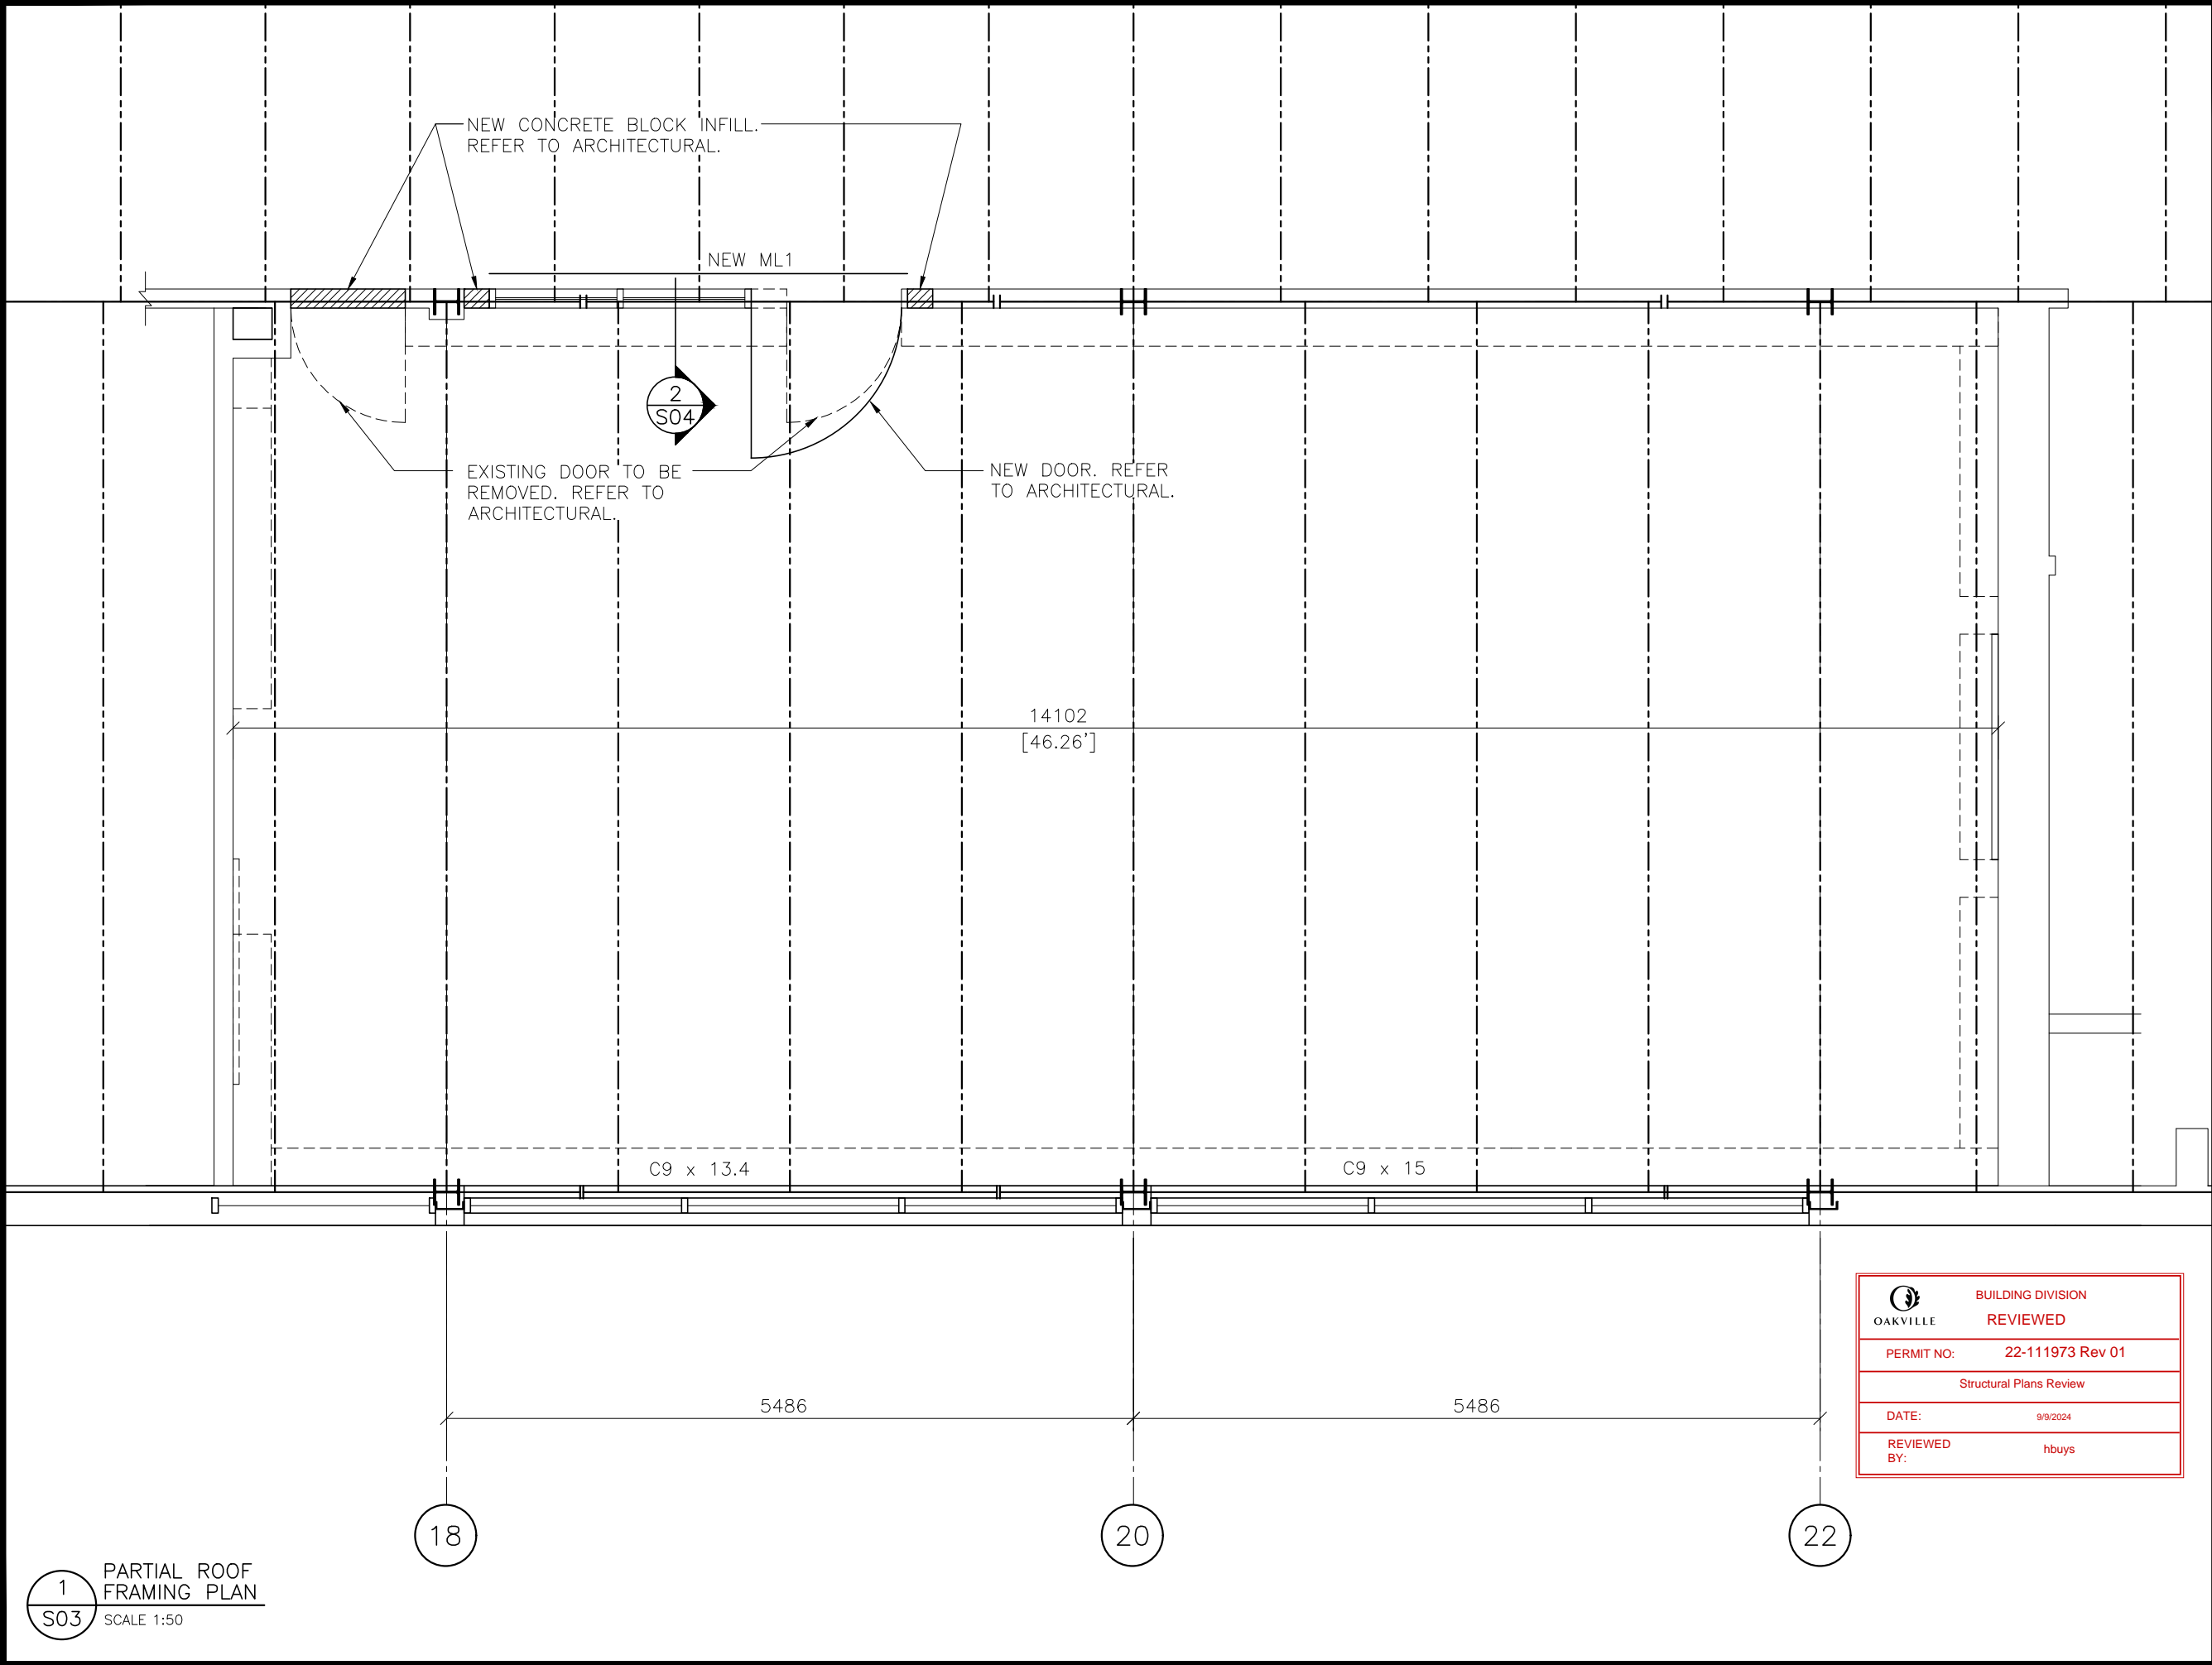 NEW CONCRETE BLOCK INFILL.
REFER TO ARCHITECTURAL.
NEW ML1
2
S04
EXISTING DOOR TO BE
REMOVED. REFER TO
ARCHITECTURAL.
NEW DOOR. REFER
TO ARCHITECTURAL.
14102
[46.26']
C9 x 13.4
C9 x 15
5486
5486
18
20
22
1
S03
PARTIAL ROOF
FRAMING PLAN
SCALE 1:50
OAKVILLE
BUILDING DIVISION
REVIEWED
PERMIT NO: 22-111973 Rev 01
Structural Plans Review
DATE: 9/9/2024
REVIEWED
BY: hbuys